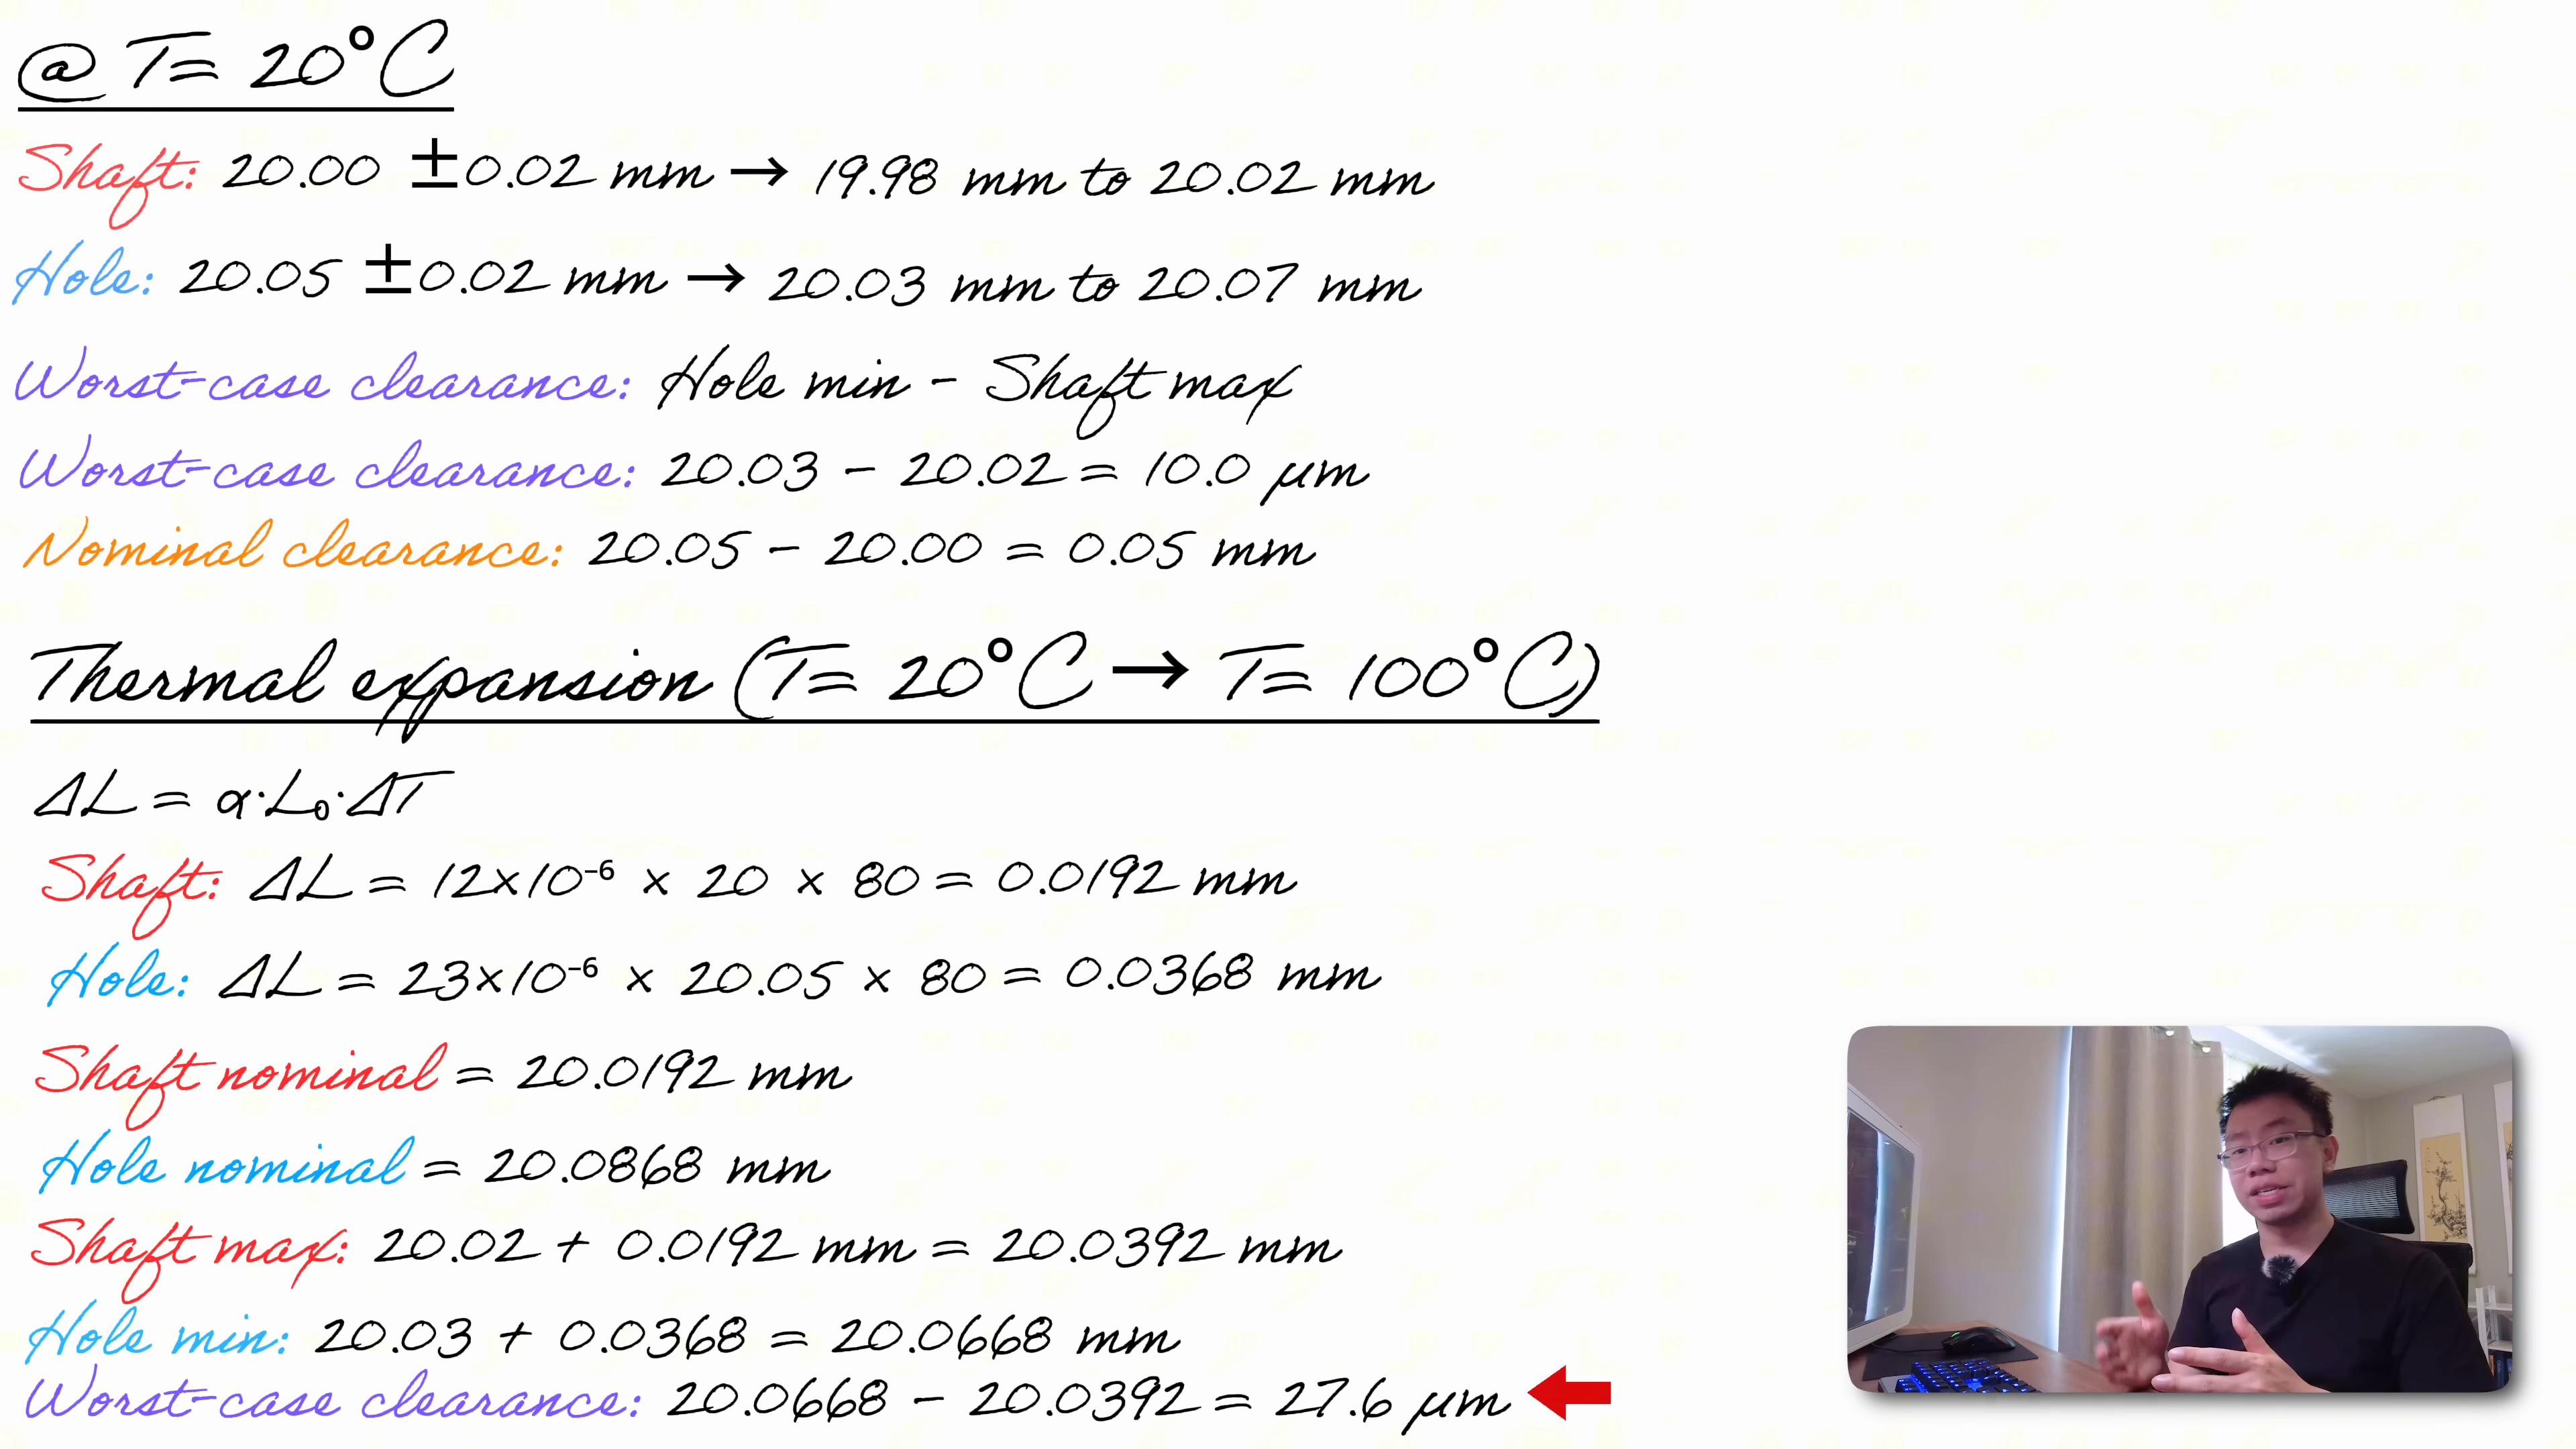 @ T= 20°C
Shaft: 20.00 ±0.02 mm → 19.98 mm to 20.02 mm
Hole: 20.05 ±0.02 mm → 20.03 mm to 20.07 mm
Worst-case clearance: Hole min - Shaft max
Worst-case clearance: 20.03 - 20.02 = 10.0 μm
Nominal clearance: 20.05 - 20.00 = 0.05 mm
Thermal expansion (T= 20°C → T= 100°C)
ΔL = α·L₀·ΔT
Shaft: ΔL = 12×10⁻⁶ × 20 × 80 = 0.0192 mm
Hole: ΔL = 23×10⁻⁶ × 20.05 × 80 = 0.0368 mm
Shaft nominal = 20.0192 mm
Hole nominal = 20.0868 mm
Shaft max: 20.02 + 0.0192 mm = 20.0392 mm
Hole min: 20.03 + 0.0368 = 20.0668 mm
Worst-case clearance: 20.0668 - 20.0392 = 27.6 μm